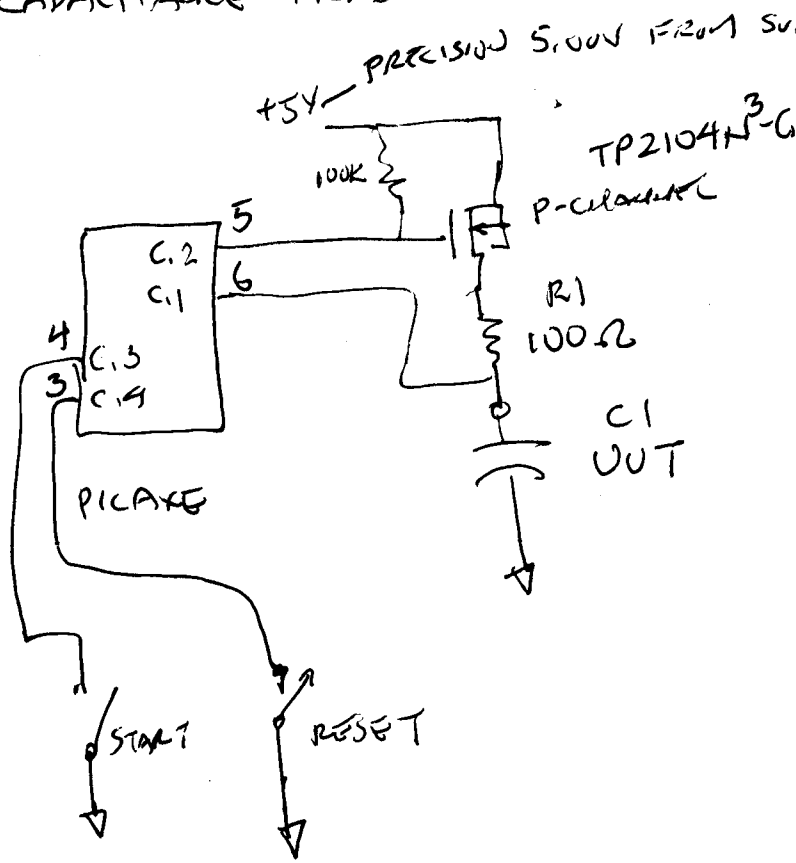 CAPACITANCE
PRECISION 5.00V FROM
+5V
TP2104N3-G
100K
P-CHANNEL
5
C.2
6
C.1
R1
100Ω
4
C.3
3
C.4
C1
UUT
PICAXE
START
RESET